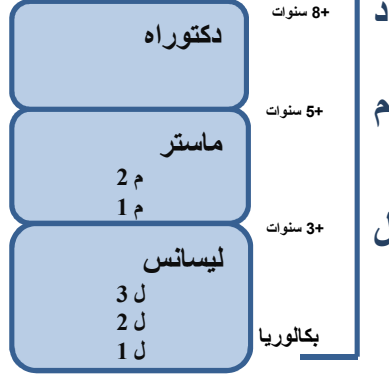 +8 سنوات
د
دكتوراه
+5 سنوات
م
ماستر
م 2
م 1
+3 سنوات
ل
ليسانس
ل 3
ل 2
ل 1
بكالوريا